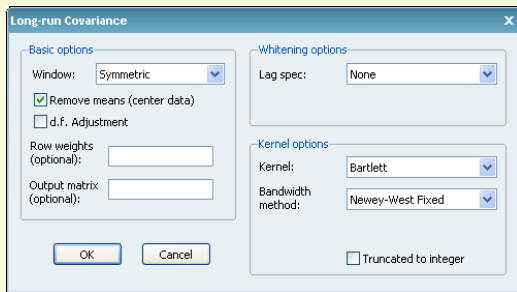 Long-run Covariance
x
Basic options
Window: Symmetric
Remove means (center data)
d.f. Adjustment
Row weights
(optional):
Output matrix
(optional):
OK Cancel
Whitening options
Lag spec: None
Kernel options
Kernel: Bartlett
Bandwidth
method: Newey-West Fixed
Truncated to integer